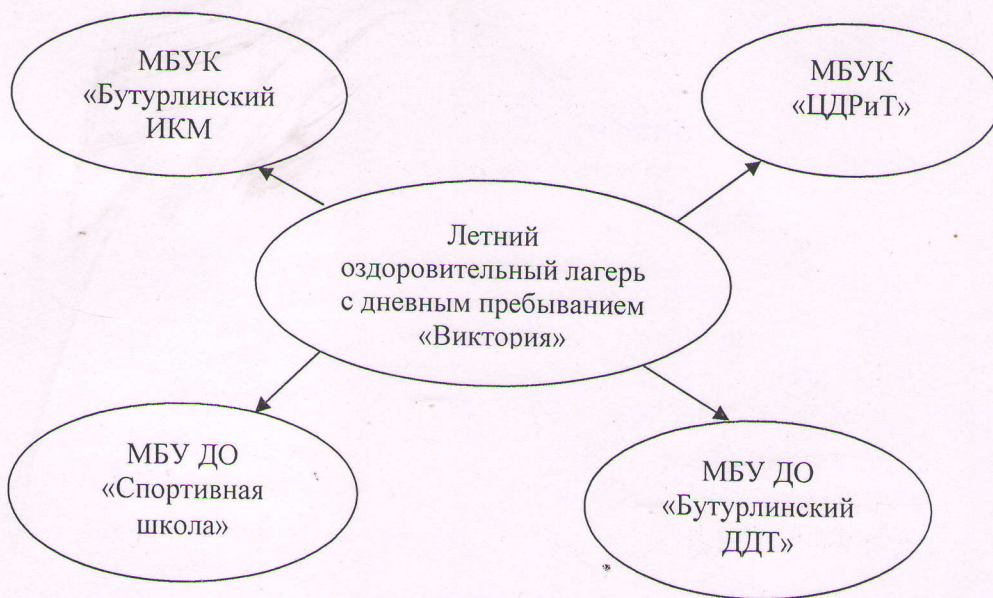 МБУК
«Бутурлинский
ИКМ
МБУК
«ЦДРиТ»
Летний
оздоровительный лагерь
с дневным пребыванием
«Виктория»
МБУ ДО
«Спортивная
школа»
МБУ ДО
«Бутурлинский
ДДТ»